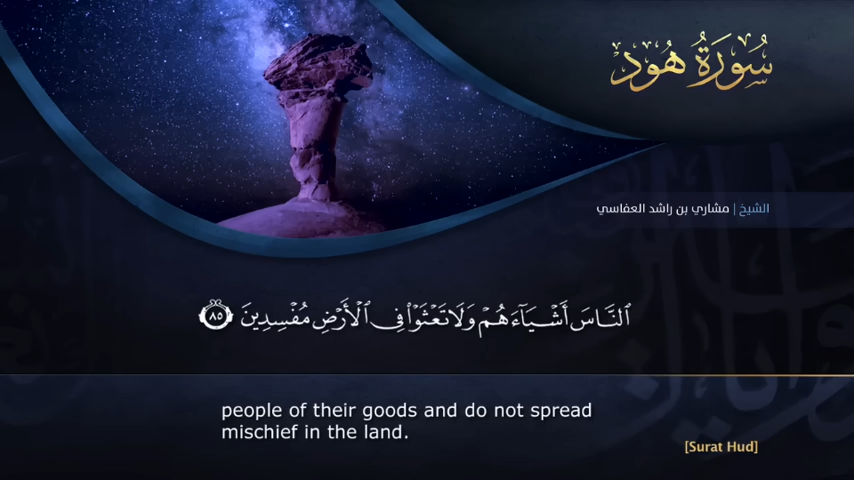 سُورَةُ هُود
الشيخ | مشاري بن راشد العفاسي
ٱلنَّاسَ أَشْيَآءَهُمْ وَلَا تَعْثَوْا۟ فِى ٱلْأَرْضِ مُفْسِدِينَ ٨٥
people of their goods and do not spread
mischief in the land.
[Surat Hud]